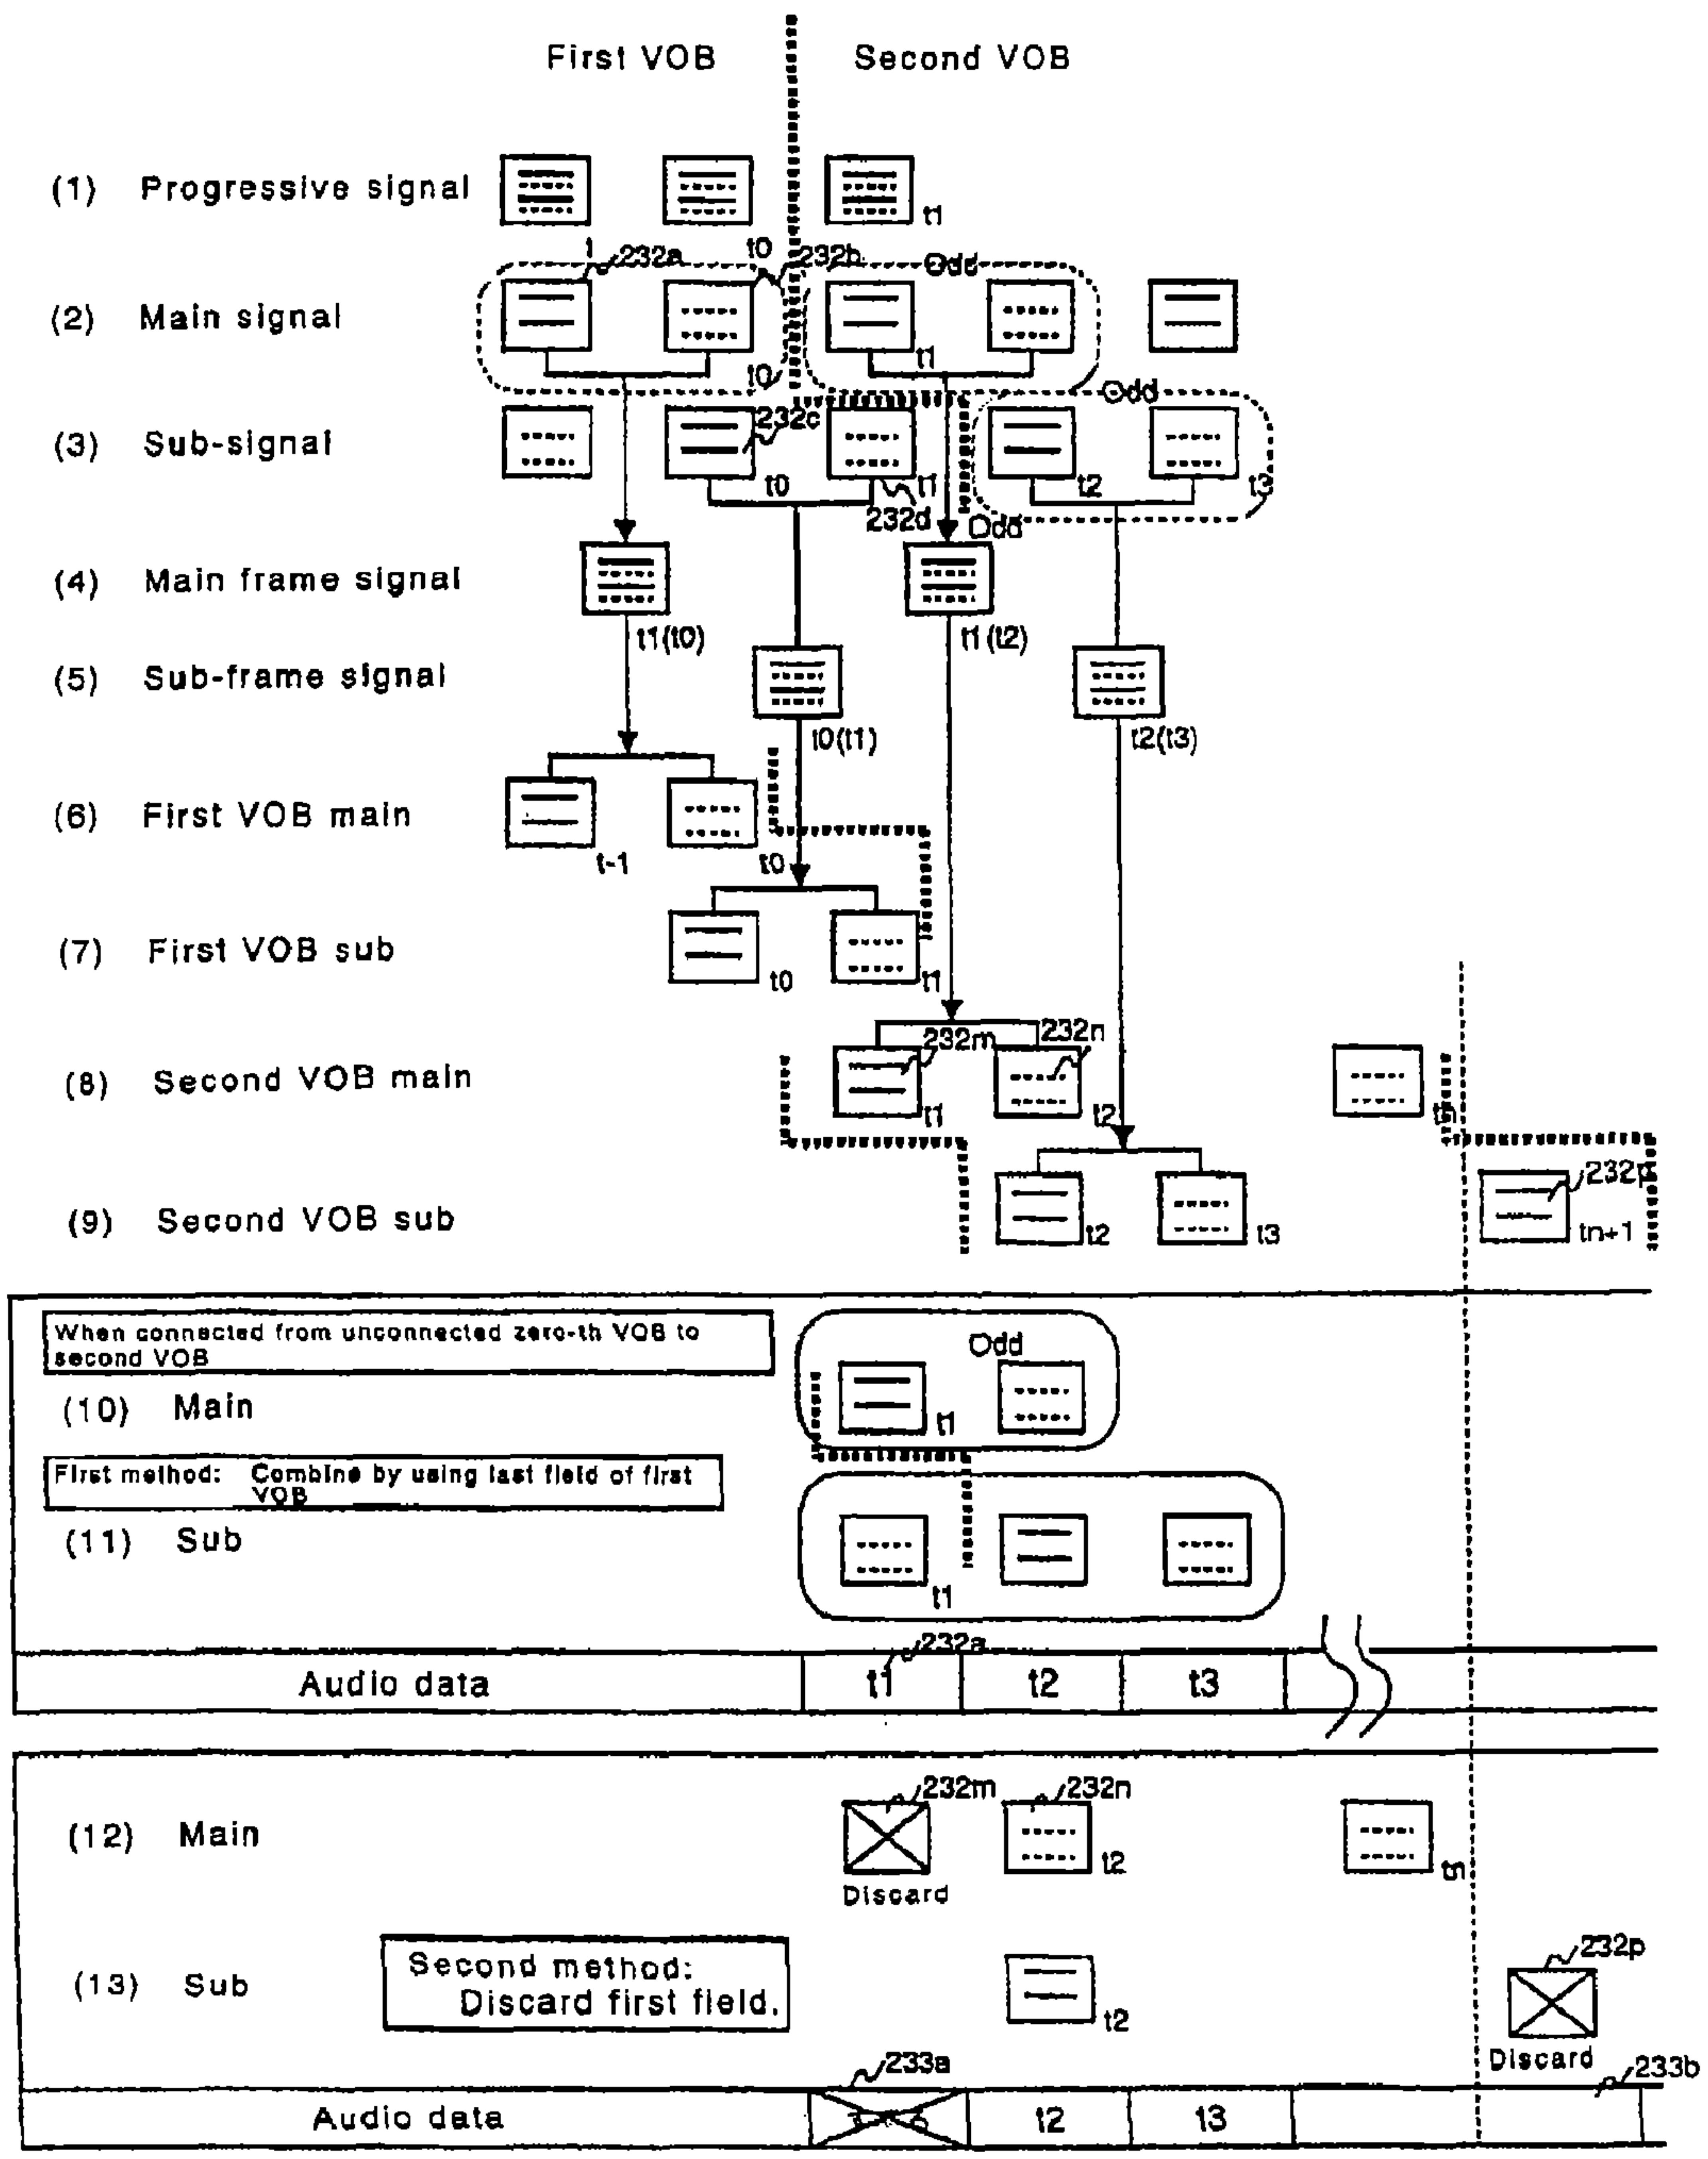 First VOB
Second VOB
(1) Progressive signal
t1
t0
232a
232b
Odd
(2) Main signal
t1
t0
Odd
(3) Sub-signal
232c
t0
t1
232d
t2
t3
Odd
(4) Main frame signal
t1(t0)
t1(t2)
(5) Sub-frame signal
t0(t1)
t2(t3)
(6) First VOB main
t-1
t0
(7) First VOB sub
t0
t1
232m
232n
(8) Second VOB main
t1
t2
232p
(9) Second VOB sub
t2
t3
tn+1
When connected from unconnected zero-th VOB to
second VOB
Odd
(10) Main
t1
First method: Combine by using last field of first
VOB
(11) Sub
t1
232a
Audio data
t1
t2
t3
232m
232n
(12) Main
t2
Discard
232p
(13) Sub
Second method:
Discard first field.
t2
Discard
233a
233b
Audio data
t2
t3